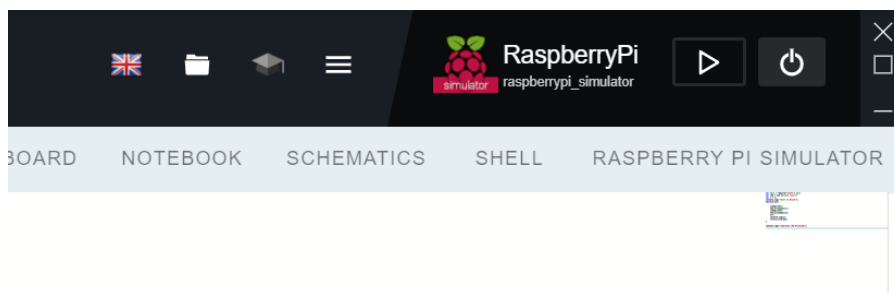 RaspberryPi
simulator raspberrypi_simulator
BOARD NOTEBOOK SCHEMATICS SHELL RASPBERRY PI SIMULATOR